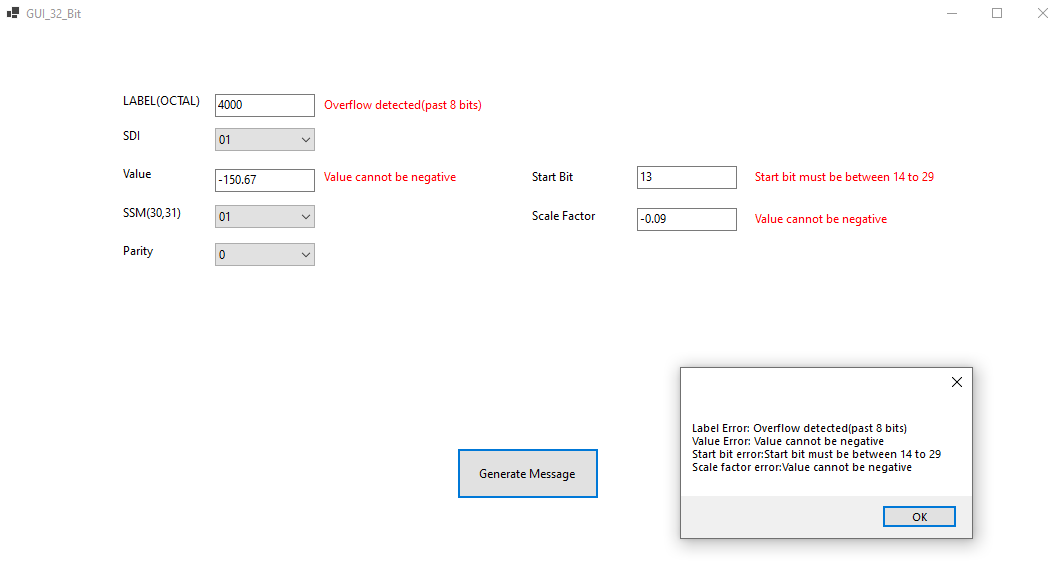 GUI_32_Bit
LABEL(OCTAL) 4000 Overflow detected(past 8 bits)
SDI 01
Value -150.67 Value cannot be negative Start Bit 13 Start bit must be between 14 to 29
SSM(30,31) 01 Scale Factor -0.09 Value cannot be negative
Parity 0
Generate Message
Label Error: Overflow detected(past 8 bits)
Value Error: Value cannot be negative
Start bit error:Start bit must be between 14 to 29
Scale factor error:Value cannot be negative
OK